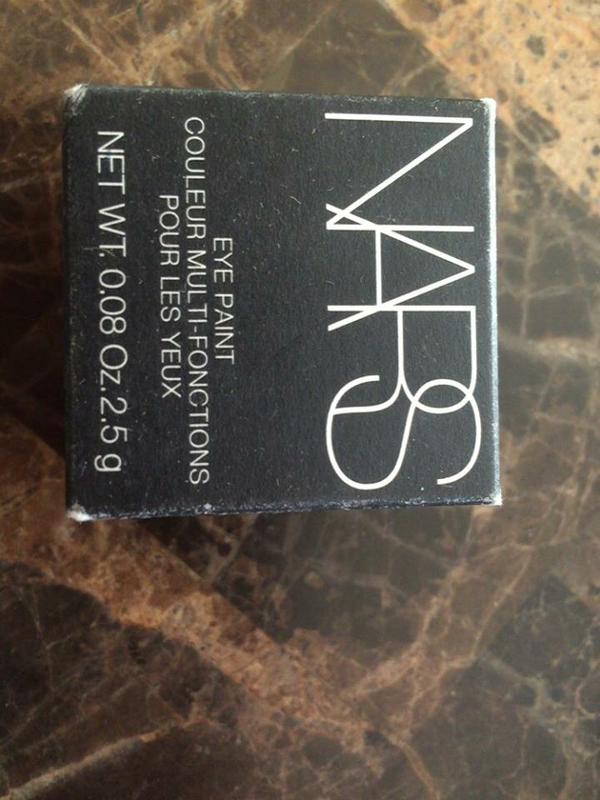 NARS
EYE PAINT
COULEUR MULTI-FONCTIONS
POUR LES YEUX
NET WT. 0.08 Oz. 2.5 g